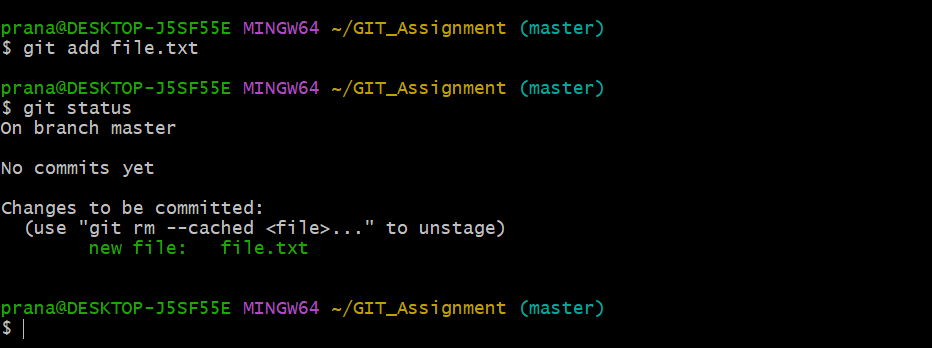 prana@DESKTOP-J5SF55E MINGW64 ~/GIT_Assignment (master)
$ git add file.txt
prana@DESKTOP-J5SF55E MINGW64 ~/GIT_Assignment (master)
$ git status
On branch master
No commits yet
Changes to be committed:
  (use "git rm --cached <file>..." to unstage)
        new file:   file.txt
prana@DESKTOP-J5SF55E MINGW64 ~/GIT_Assignment (master)
$